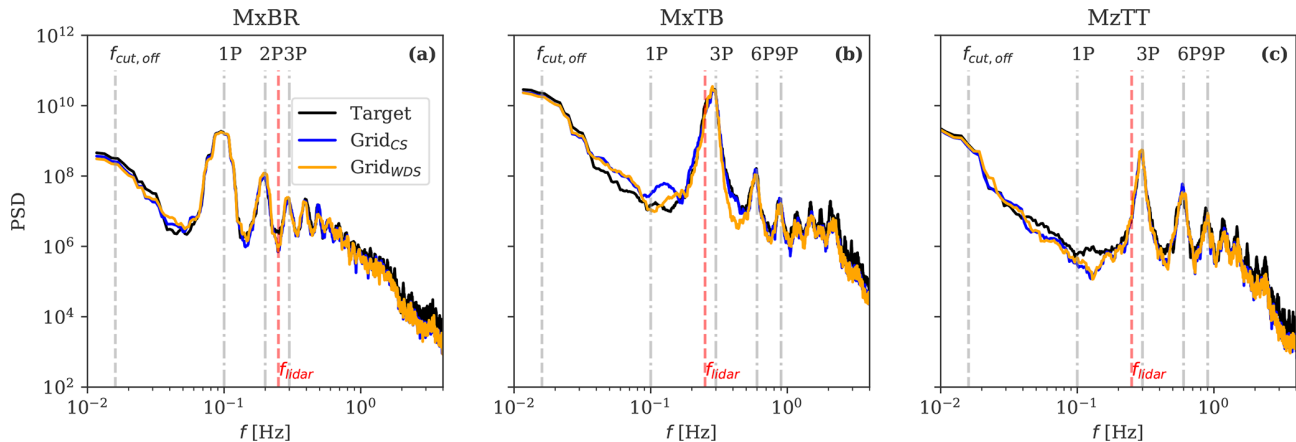 MxBR
MxTB
MzTT
10^12
10^10
10^8
10^6
10^4
10^2
PSD
f_cut, off
1P
2P3P
(a)
Target
Grid_CS
Grid_WDS
f_lidar
10^-2
10^-1
10^0
f [Hz]
f_cut, off
1P
3P
6P9P
(b)
f_lidar
10^-2
10^-1
10^0
f [Hz]
f_cut, off
1P
3P
6P9P
(c)
f_lidar
10^-2
10^-1
10^0
f [Hz]